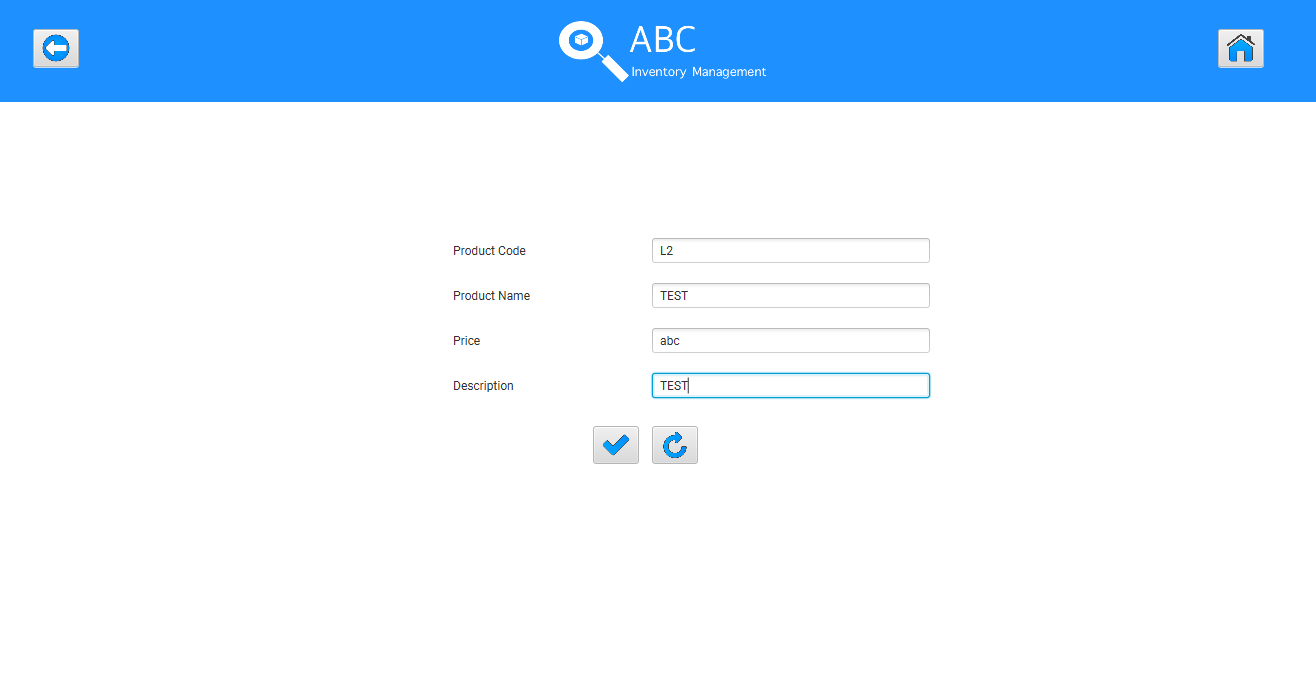 ABC
Inventory Management
Product Code L2
Product Name TEST
Price abc
Description TEST